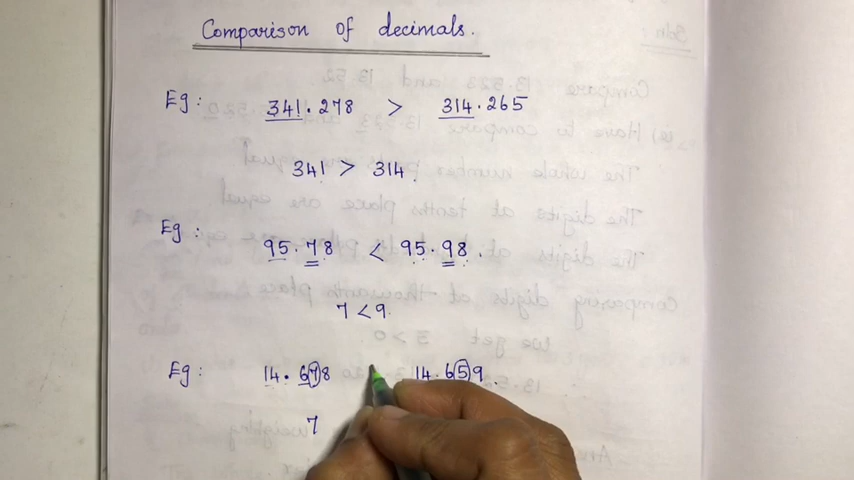 Comparison of decimals.
Eg: 341.278 > 314.265
341 > 314
Eg: 95.78 < 95.98.
7 < 9.
Eg: 14.678 14.659
7